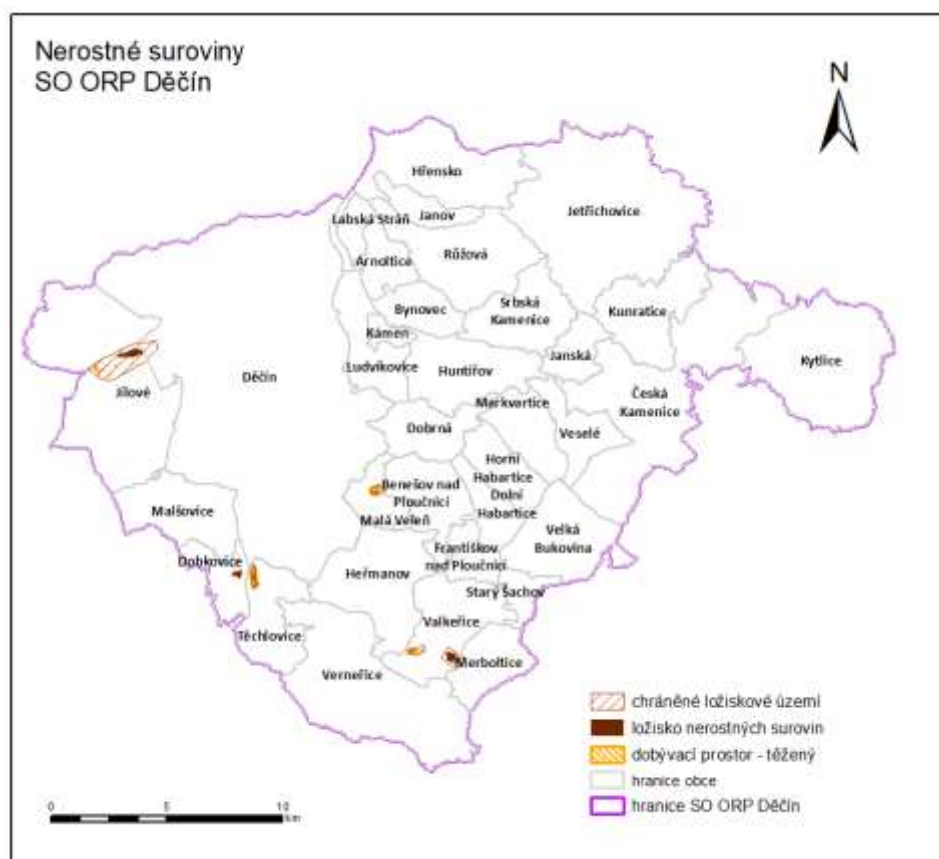 Nerostné suroviny
SO ORP Děčín
N
Hřensko
Jetřichovice
Labská Stráň
Janov
Růžová
Arnoltice
Bynovec
Srbská
Kamenice
Kunratice
Kámen
Janská
Kytlice
Ludvíkovice
Huntířov
Děčín
Jílové
Markvartice
Česká
Kamenice
Dobrná
Veselé
Horní
Habartice
Benešov nad
Ploučnicí
Dolní
Habartice
Malšovice
Malá Veleň
Velká
Bukovina
Františkov
nad Ploučnicí
Dobkovice
Heřmanov
Starý Šachov
Valkeřice
Těchlovice
Merboltice
Verneřice
chráněné ložiskové území
ložisko nerostných surovin
dobývací prostor - těžený
hranice obce
hranice SO ORP Děčín
0 5 10
km